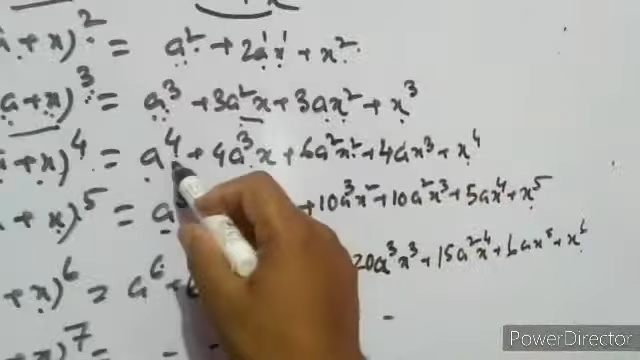 +x)² = a² + 2a¹x¹ + x²
(a+x)³ = a³ + 3a²x + 3ax² + x³
+x)⁴ = a⁴ + 4a³x + 6a²x² + 4ax³ + x⁴
+x)⁵ = a + 10a³x² + 10a²x³ + 5ax⁴ + x⁵
+x)⁶ = a⁶ + 20a³x³ + 15a²x⁴ + 6ax⁵ + x⁶
x)⁷ =
PowerDirector